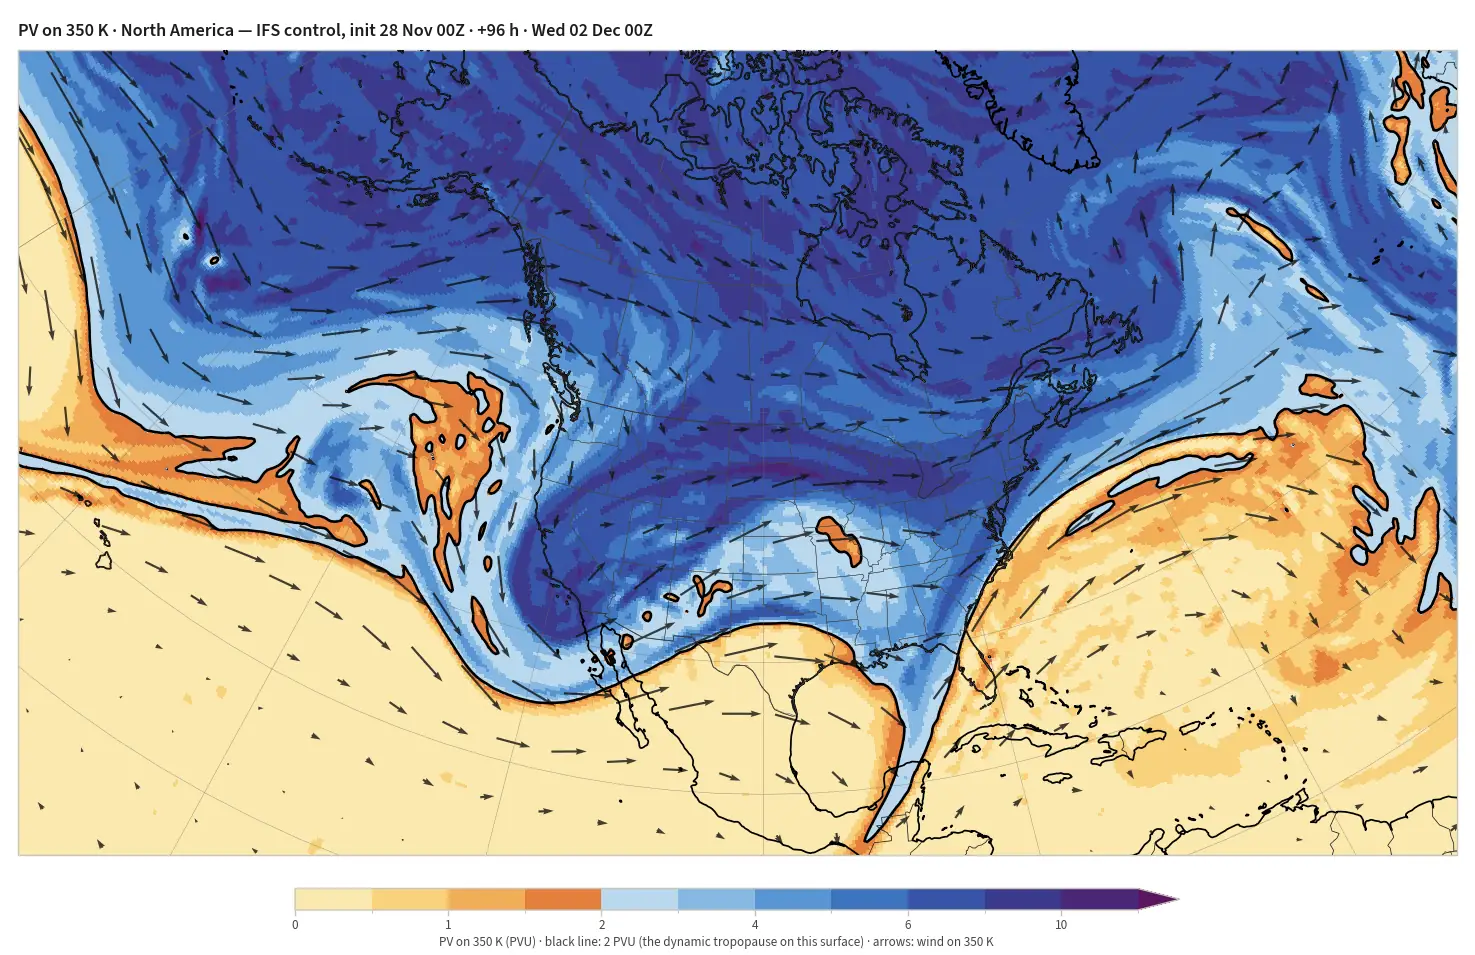 PV on 350 K · North America — IFS control, init 28 Nov 00Z · +96 h · Wed 02 Dec 00Z
0 1 2 4 6 10
PV on 350 K (PVU) · black line: 2 PVU (the dynamic tropopause on this surface) · arrows: wind on 350 K